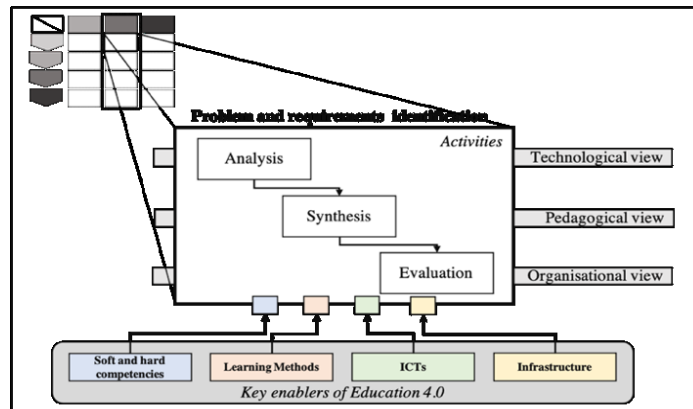 Problem and requirements identification
Activities
Analysis
Technological view
Synthesis
Pedagogical view
Evaluation
Organisational view
Soft and hard
competencies
Learning Methods
ICTs
Infrastructure
Key enablers of Education 4.0